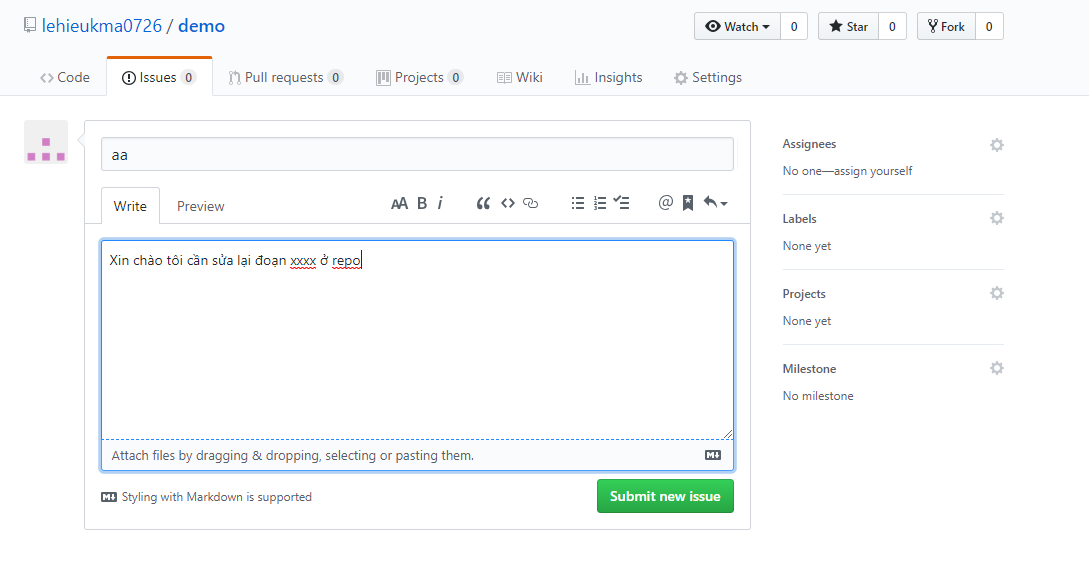 lehieukma0726 / demo
Watch 0 Star 0 Fork 0
Code Issues 0 Pull requests 0 Projects 0 Wiki Insights Settings
aa
Write Preview
AA B i @
Xin chào tôi cần sửa lại đoạn xxxx ở repo
Attach files by dragging & dropping, selecting or pasting them.
Styling with Markdown is supported
Submit new issue
Assignees
No one—assign yourself
Labels
None yet
Projects
None yet
Milestone
No milestone